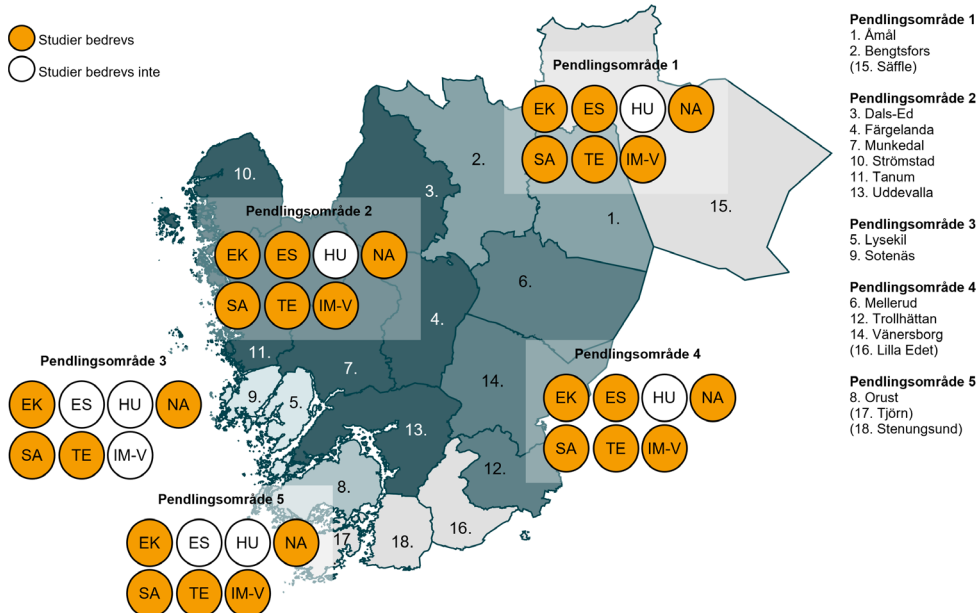 Studier bedrevs
Studier bedrevs inte
Pendlingsområde 1
EK ES HU NA
SA TE IM-V
10.
2.
3.
1.
15.
Pendlingsområde 2
EK ES HU NA
SA TE IM-V
6.
4.
11.
7.
Pendlingsområde 3
EK ES HU NA
SA TE IM-V
9.
5.
14.
13.
Pendlingsområde 4
EK ES HU NA
SA TE IM-V
12.
8.
Pendlingsområde 5
EK ES HU NA
SA TE IM-V
17.
18.
16.
Pendlingsområde 1
1. Åmål
2. Bengtsfors
(15. Säffle)
Pendlingsområde 2
3. Dals-Ed
4. Färgelanda
7. Munkedal
10. Strömstad
11. Tanum
13. Uddevalla
Pendlingsområde 3
5. Lysekil
9. Sotenäs
Pendlingsområde 4
6. Mellerud
12. Trollhättan
14. Vänersborg
(16. Lilla Edet)
Pendlingsområde 5
8. Orust
(17. Tjörn)
(18. Stenungsund)